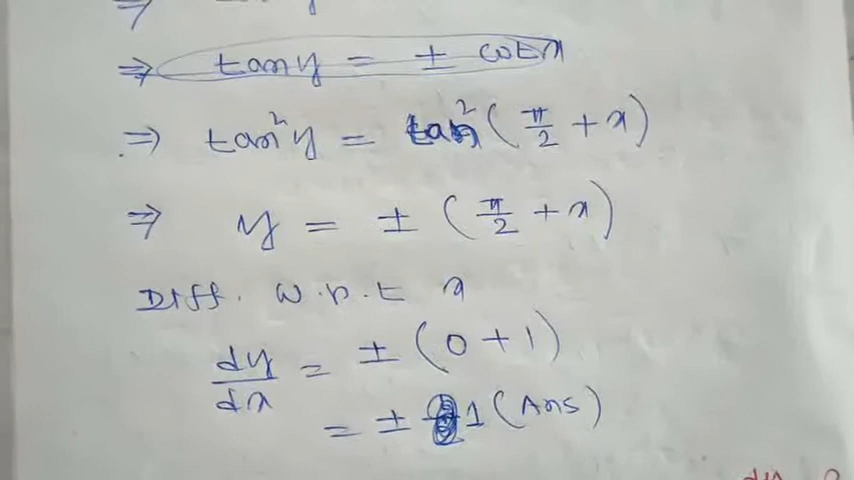 ⇒ tan y = ± cot x
⇒ tan²y = tan²(π/2 + x)
⇒ y = ± (π/2 + x)
Diff. w.r.t x
dy/dx = ± (0 + 1)
= ± 1 (Ans)